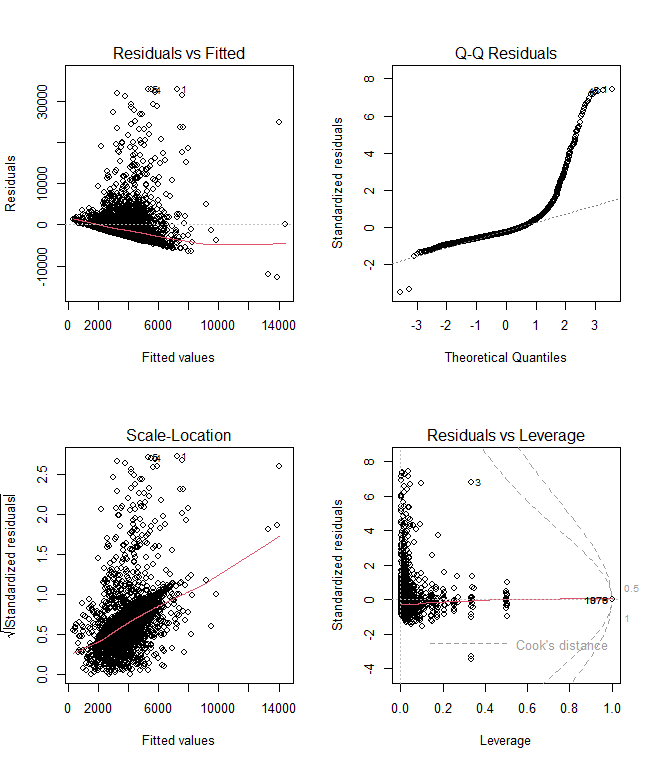 Residuals vs Fitted
Residuals
-10000 0 10000 30000
0 2000 6000 10000 14000
Fitted values
1
Q-Q Residuals
Standardized residuals
-2 0 2 4 6 8
-3 -2 -1 0 1 2 3
Theoretical Quantiles
1
Scale-Location
√|Standardized residuals|
0.0 0.5 1.0 1.5 2.0 2.5
0 2000 6000 10000 14000
Fitted values
1
Residuals vs Leverage
Standardized residuals
-4 -2 0 2 4 6 8
0.0 0.2 0.4 0.6 0.8 1.0
Leverage
3
0.5
1
Cook's distance